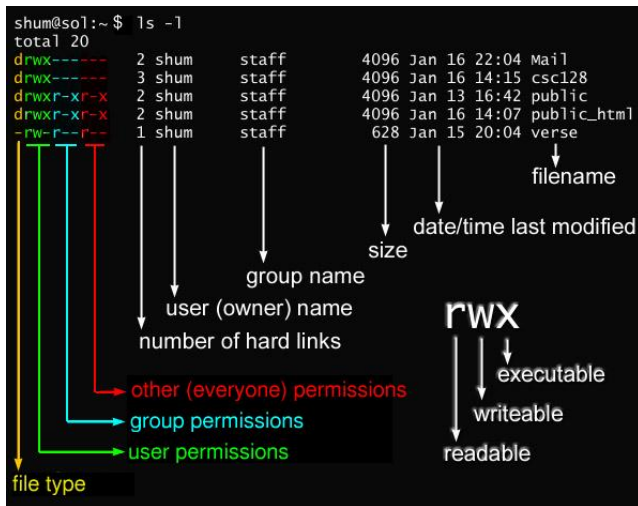 shum@sol:~$ ls -l
total 20
drwx------ 2 shum staff 4096 Jan 16 22:04 Mail
drwx------ 3 shum staff 4096 Jan 16 14:15 csc128
drwxr-xr-x 2 shum staff 4096 Jan 13 16:42 public
drwxr-xr-x 2 shum staff 4096 Jan 16 14:07 public_html
-rw-r--r-- 1 shum staff 628 Jan 15 20:04 verse
filename
date/time last modified
size
group name
user (owner) name
number of hard links
rwx
executable
writeable
readable
other (everyone) permissions
group permissions
user permissions
file type